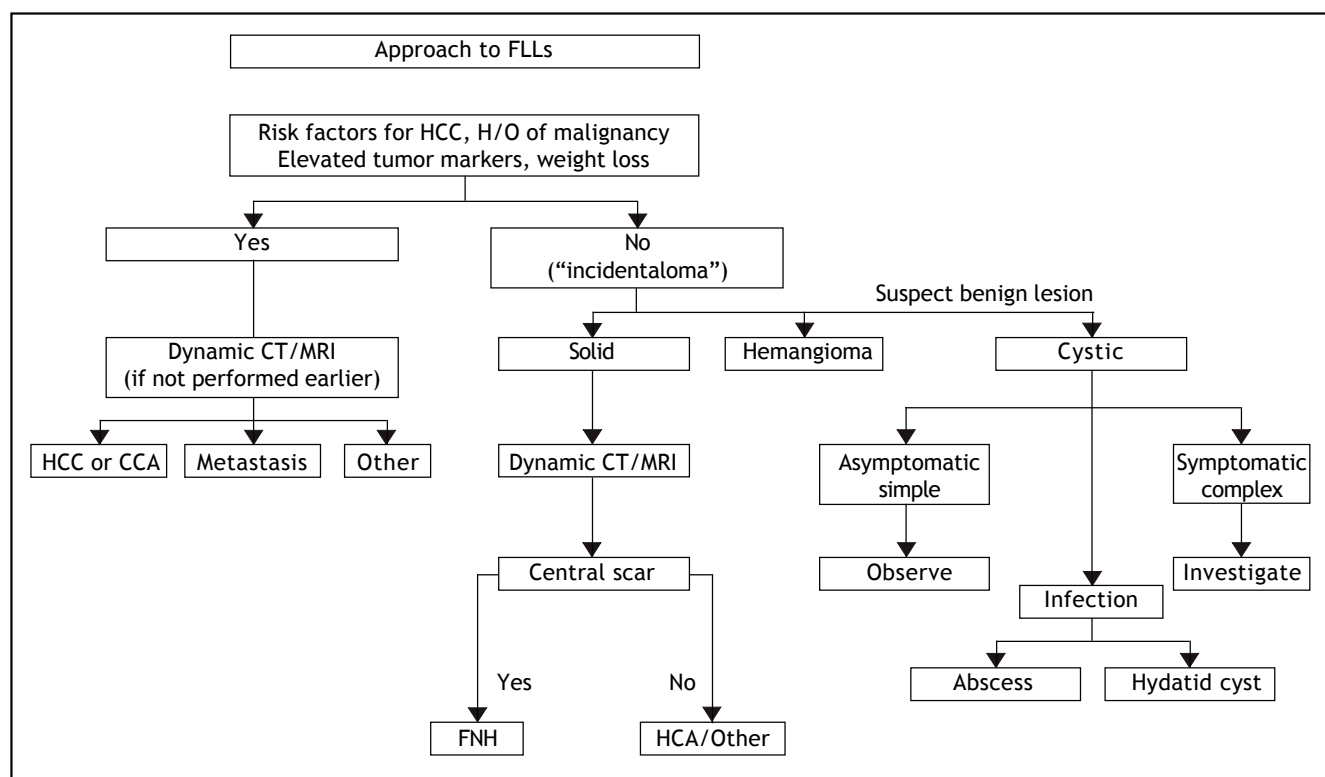 Approach to FLLs
Risk factors for HCC, H/O of malignancy
Elevated tumor markers, weight loss
Yes
No
(“incidentaloma”)
Suspect benign lesion
Dynamic CT/MRI
(if not performed earlier)
Solid
Hemangioma
Cystic
HCC or CCA
Metastasis
Other
Dynamic CT/MRI
Asymptomatic
simple
Symptomatic
complex
Central scar
Observe
Investigate
Infection
Yes
No
Abscess
Hydatid cyst
FNH
HCA/Other